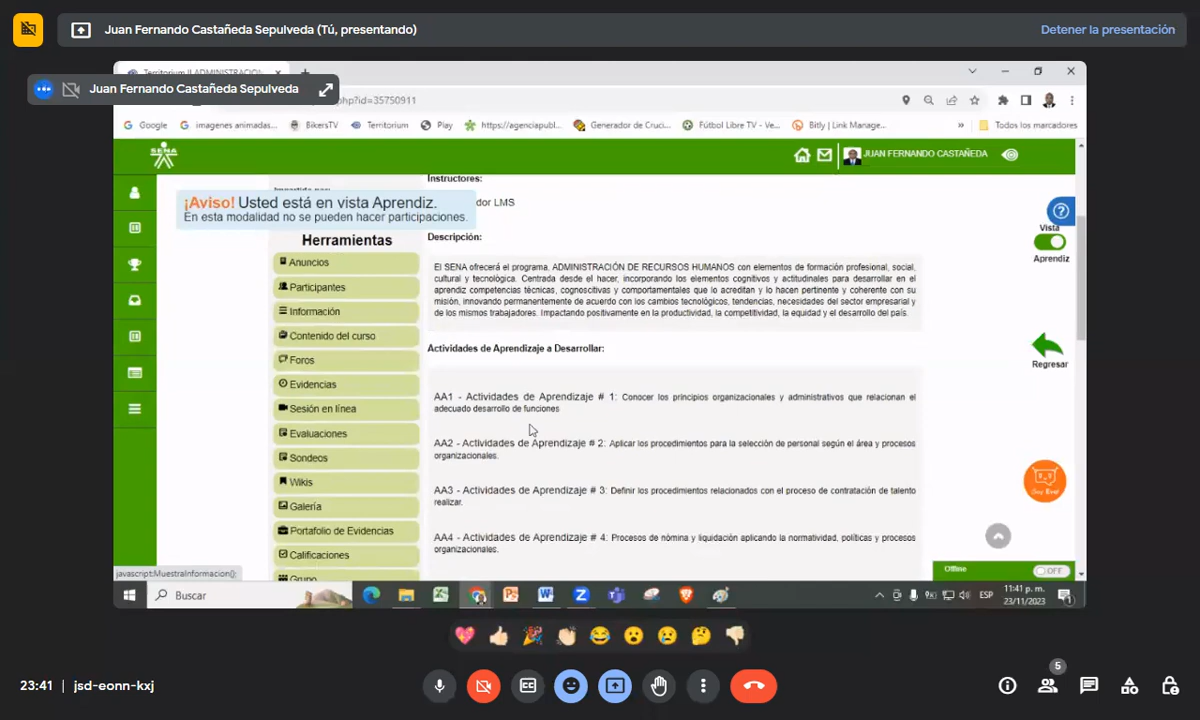 Juan Fernando Castañeda Sepulveda (Tú, presentando)
Detener la presentación
Territorium || ADMINISTRACION
Juan Fernando Castañeda Sepulveda
php?id=35750911
Google
imagenes animadas...
BikersTV
Territorium
Play
https://agenciapubl...
Generador de Cruci...
Fútbol Libre TV - Ve...
Bitly | Link Manage...
»
Todos los marcadores
SENA
JUAN FERNANDO CASTAÑEDA
¡Aviso! Usted está en vista Aprendiz.
En esta modalidad no se pueden hacer participaciones.
Herramientas
Anuncios
Participantes
Información
Contenido del curso
Foros
Evidencias
Sesión en línea
Evaluaciones
Sondeos
Wikis
Galería
Portafolio de Evidencias
Calificaciones
Grupo
Instructores:
dor LMS
Descripción:
El SENA ofrecerá el programa, ADMINISTRACIÓN DE RECURSOS HUMANOS con elementos de formación profesional, social,
cultural y tecnológica. Centrada desde el hacer, incorporando los elementos cognitivos y actitudinales para desarrollar en el
aprendiz competencias técnicas, cognoscitivas y comportamentales que lo acreditan y lo hacen pertinente y coherente con su
misión, innovando permanentemente de acuerdo con los cambios tecnológicos, tendencias, necesidades del sector empresarial y
de los mismos trabajadores. Impactando positivamente en la productividad, la competitividad, la equidad y el desarrollo del país.
Actividades de Aprendizaje a Desarrollar:
AA1 - Actividades de Aprendizaje # 1: Conocer los principios organizacionales y administrativos que relacionan el
adecuado desarrollo de funciones
AA2 - Actividades de Aprendizaje # 2: Aplicar los procedimientos para la selección de personal según el área y procesos
organizacionales.
AA3 - Actividades de Aprendizaje # 3: Definir los procedimientos relacionados con el proceso de contratación de talento
realizar.
AA4 - Actividades de Aprendizaje # 4: Procesos de nómina y liquidación aplicando la normatividad, políticas y procesos
organizacionales.
Vista
Aprendiz
Regresar
Offline
OFF
javascript:MuestraInformacion();
Buscar
ESP
11:41 p. m.
23/11/2023
1
23:41 | jsd-eonn-kxj
5